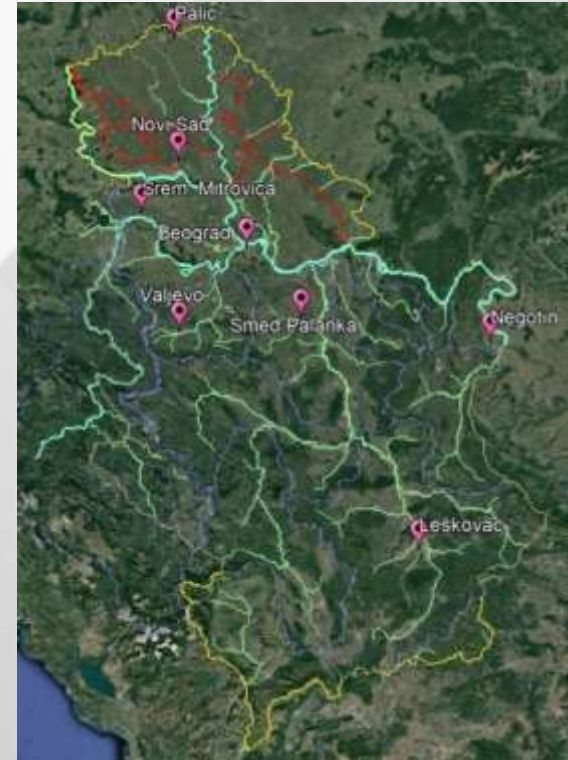 Palic
Novi Sad
Srem. Mitrovica
Beograd
Valjevo
Smed Palanka
Negotin
Leskovac